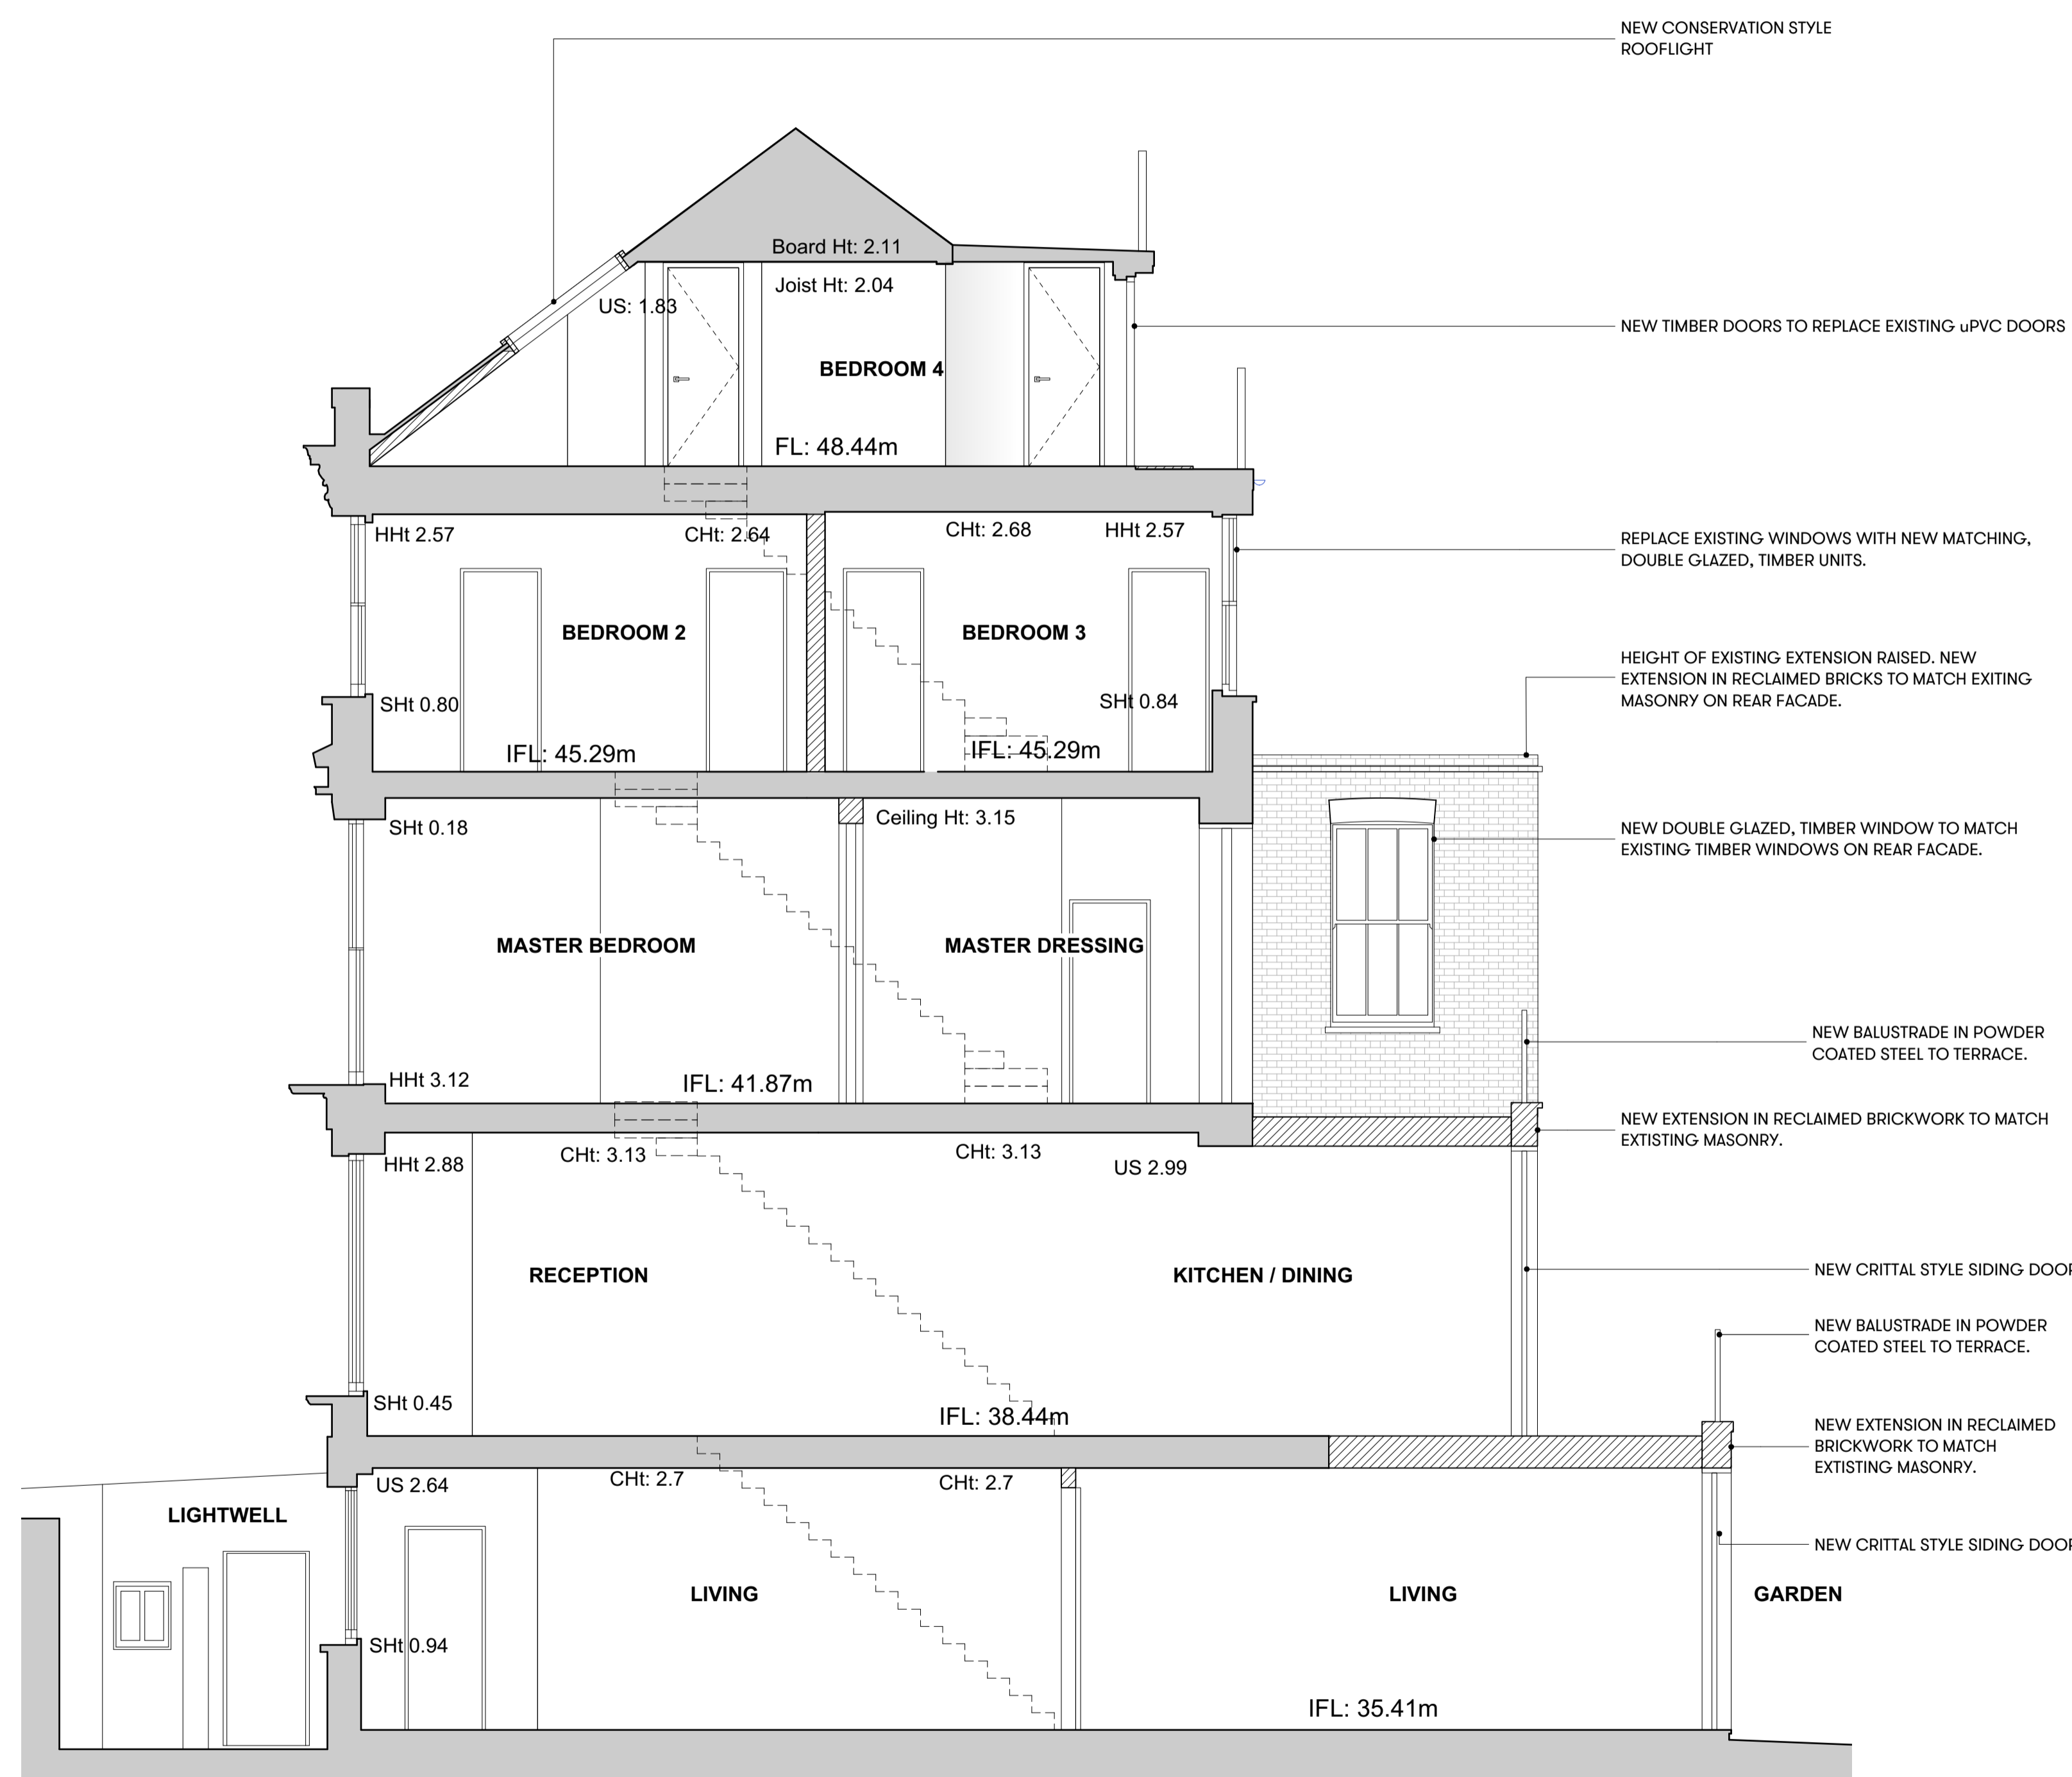 NEW CONSERVATION STYLE
ROOFLIGHT
Board Ht: 2.11
Joist Ht: 2.04
US: 1.83
NEW TIMBER DOORS TO REPLACE EXISTING uPVC DOORS
BEDROOM 4
FL: 48.44m
HHt 2.57
CHt: 2.64
CHt: 2.68
HHt 2.57
REPLACE EXISTING WINDOWS WITH NEW MATCHING,
DOUBLE GLAZED, TIMBER UNITS.
BEDROOM 2
BEDROOM 3
HEIGHT OF EXISTING EXTENSION RAISED. NEW
EXTENSION IN RECLAIMED BRICKS TO MATCH EXITING
MASONRY ON REAR FACADE.
SHt 0.80
SHt 0.84
IFL: 45.29m
IFL: 45.29m
SHt 0.18
Ceiling Ht: 3.15
NEW DOUBLE GLAZED, TIMBER WINDOW TO MATCH
EXISTING TIMBER WINDOWS ON REAR FACADE.
MASTER BEDROOM
MASTER DRESSING
NEW BALUSTRADE IN POWDER
COATED STEEL TO TERRACE.
HHt 3.12
IFL: 41.87m
NEW EXTENSION IN RECLAIMED BRICKWORK TO MATCH
EXTISTING MASONRY.
HHt 2.88
CHt: 3.13
CHt: 3.13
US 2.99
RECEPTION
KITCHEN / DINING
NEW CRITTAL STYLE SIDING DOOR
NEW BALUSTRADE IN POWDER
COATED STEEL TO TERRACE.
SHt 0.45
IFL: 38.44m
NEW EXTENSION IN RECLAIMED
BRICKWORK TO MATCH
EXTISTING MASONRY.
US 2.64
CHt: 2.7
CHt: 2.7
LIGHTWELL
NEW CRITTAL STYLE SIDING DOOR
LIVING
LIVING
GARDEN
SHt 0.94
IFL: 35.41m